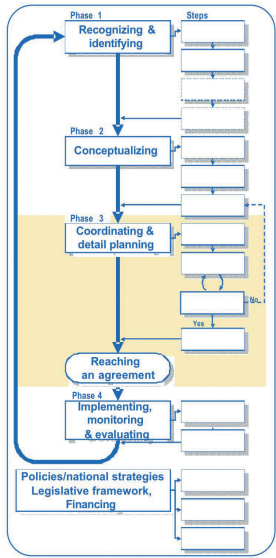 Phase 1
Steps
Recognizing &
identifying
Phase 2
Conceptualizing
Phase 3
Coordinating &
detail planning
No
Yes
Reaching
an agreement
Phase 4
Implementing,
monitoring
& evaluating
Policies/national strategies
Legislative framework,
Financing